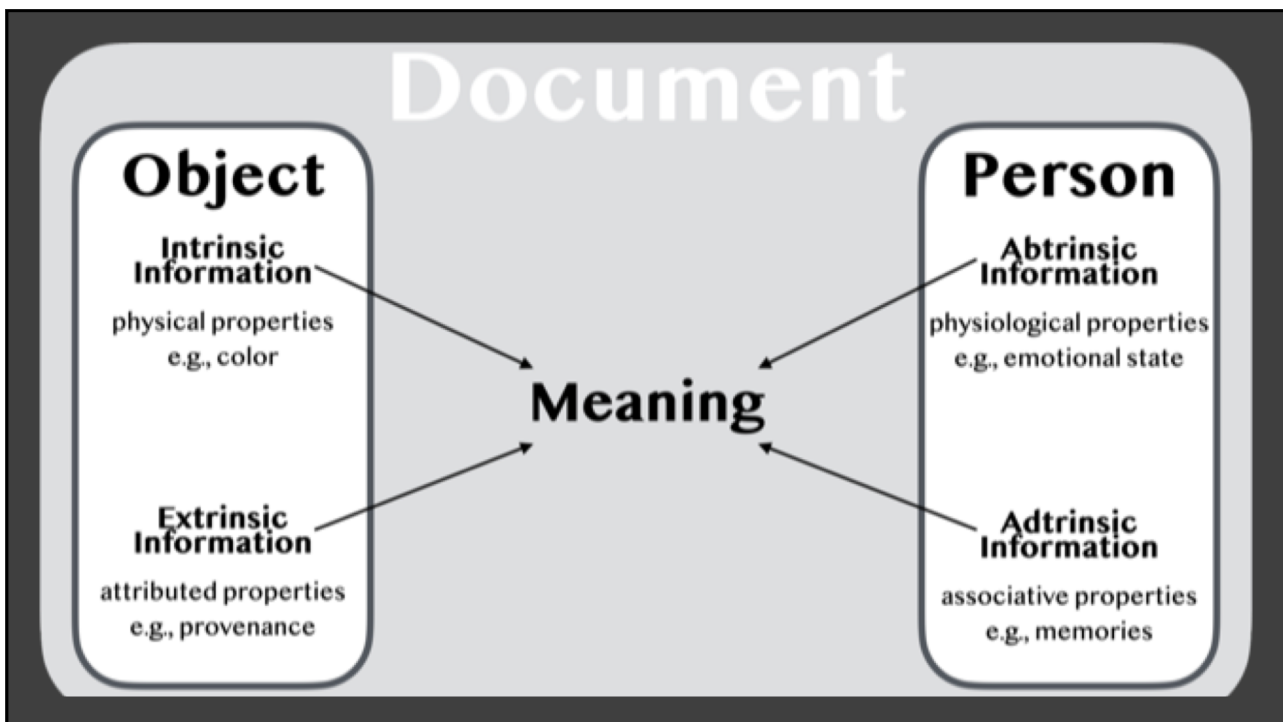 Document
Object
Intrinsic
Information
physical properties
e.g., color
Extrinsic
Information
attributed properties
e.g., provenance
Meaning
Person
Abtrinsic
Information
physiological properties
e.g., emotional state
Adtrinsic
Information
associative properties
e.g., memories